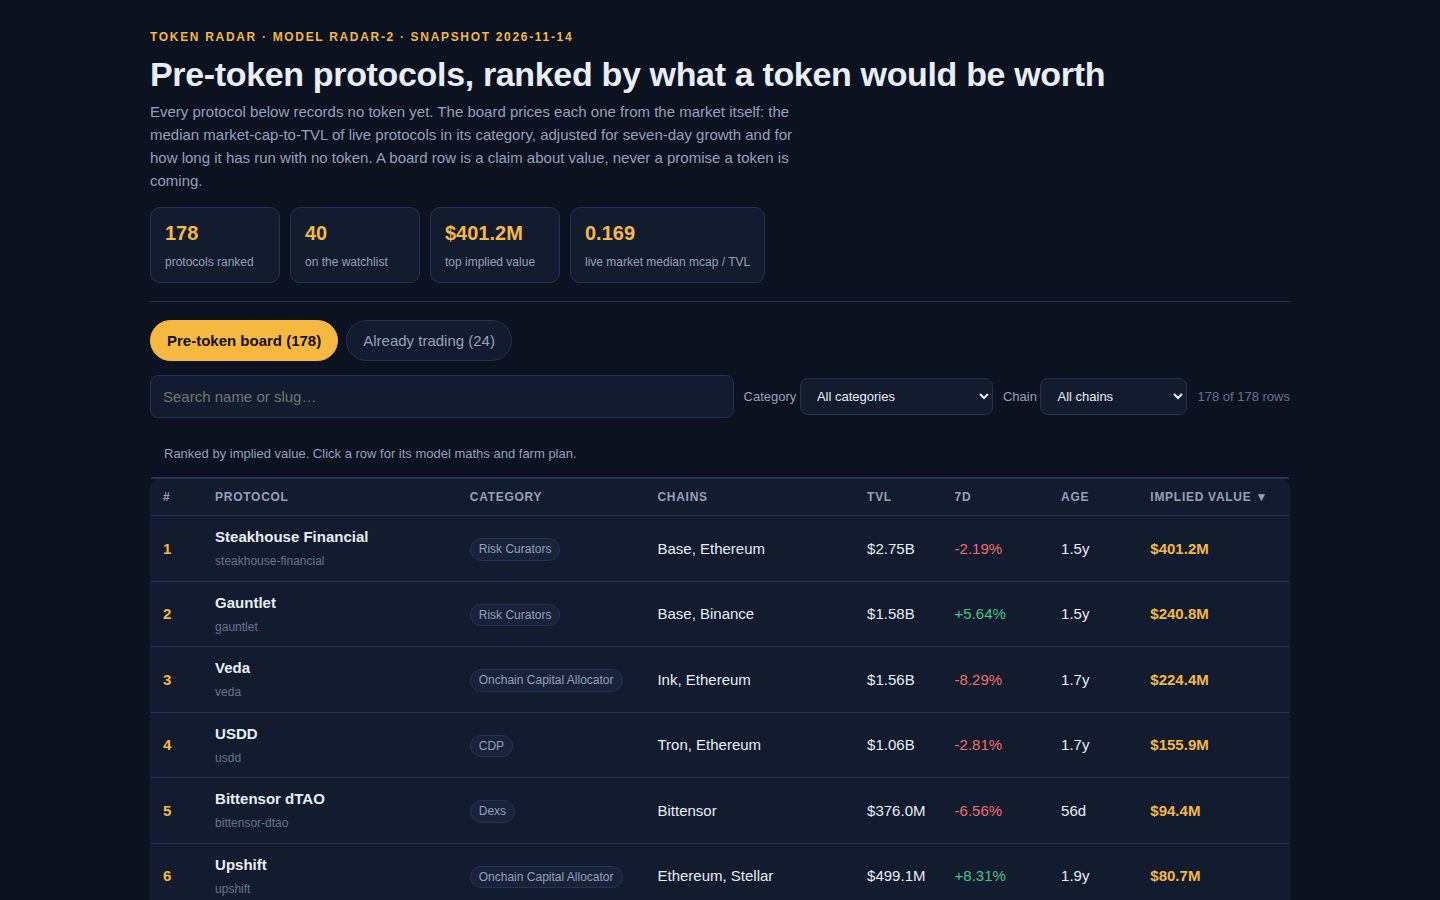 TOKEN RADAR · MODEL RADAR-2 · SNAPSHOT 2026-11-14
Pre-token protocols, ranked by what a token would be worth
Every protocol below records no token yet. The board prices each one from the market itself: the
median market-cap-to-TVL of live protocols in its category, adjusted for seven-day growth and for
how long it has run with no token. A board row is a claim about value, never a promise a token is
coming.
178
protocols ranked
40
on the watchlist
$401.2M
top implied value
0.169
live market median mcap / TVL
Pre-token board (178) Already trading (24)
Search name or slug… Category All categories Chain All chains 178 of 178 rows
Ranked by implied value. Click a row for its model maths and farm plan.
# PROTOCOL CATEGORY CHAINS TVL 7D AGE IMPLIED VALUE ▼
1 Steakhouse Financial Risk Curators Base, Ethereum $2.75B -2.19% 1.5y $401.2M
steakhouse-financial
2 Gauntlet Risk Curators Base, Binance $1.58B +5.64% 1.5y $240.8M
gauntlet
3 Veda Onchain Capital Allocator Ink, Ethereum $1.56B -8.29% 1.7y $224.4M
veda
4 USDD CDP Tron, Ethereum $1.06B -2.81% 1.7y $155.9M
usdd
5 Bittensor dTAO Dexs Bittensor $376.0M -6.56% 56d $94.4M
bittensor-dtao
6 Upshift Onchain Capital Allocator Ethereum, Stellar $499.1M +8.31% 1.9y $80.7M
upshift